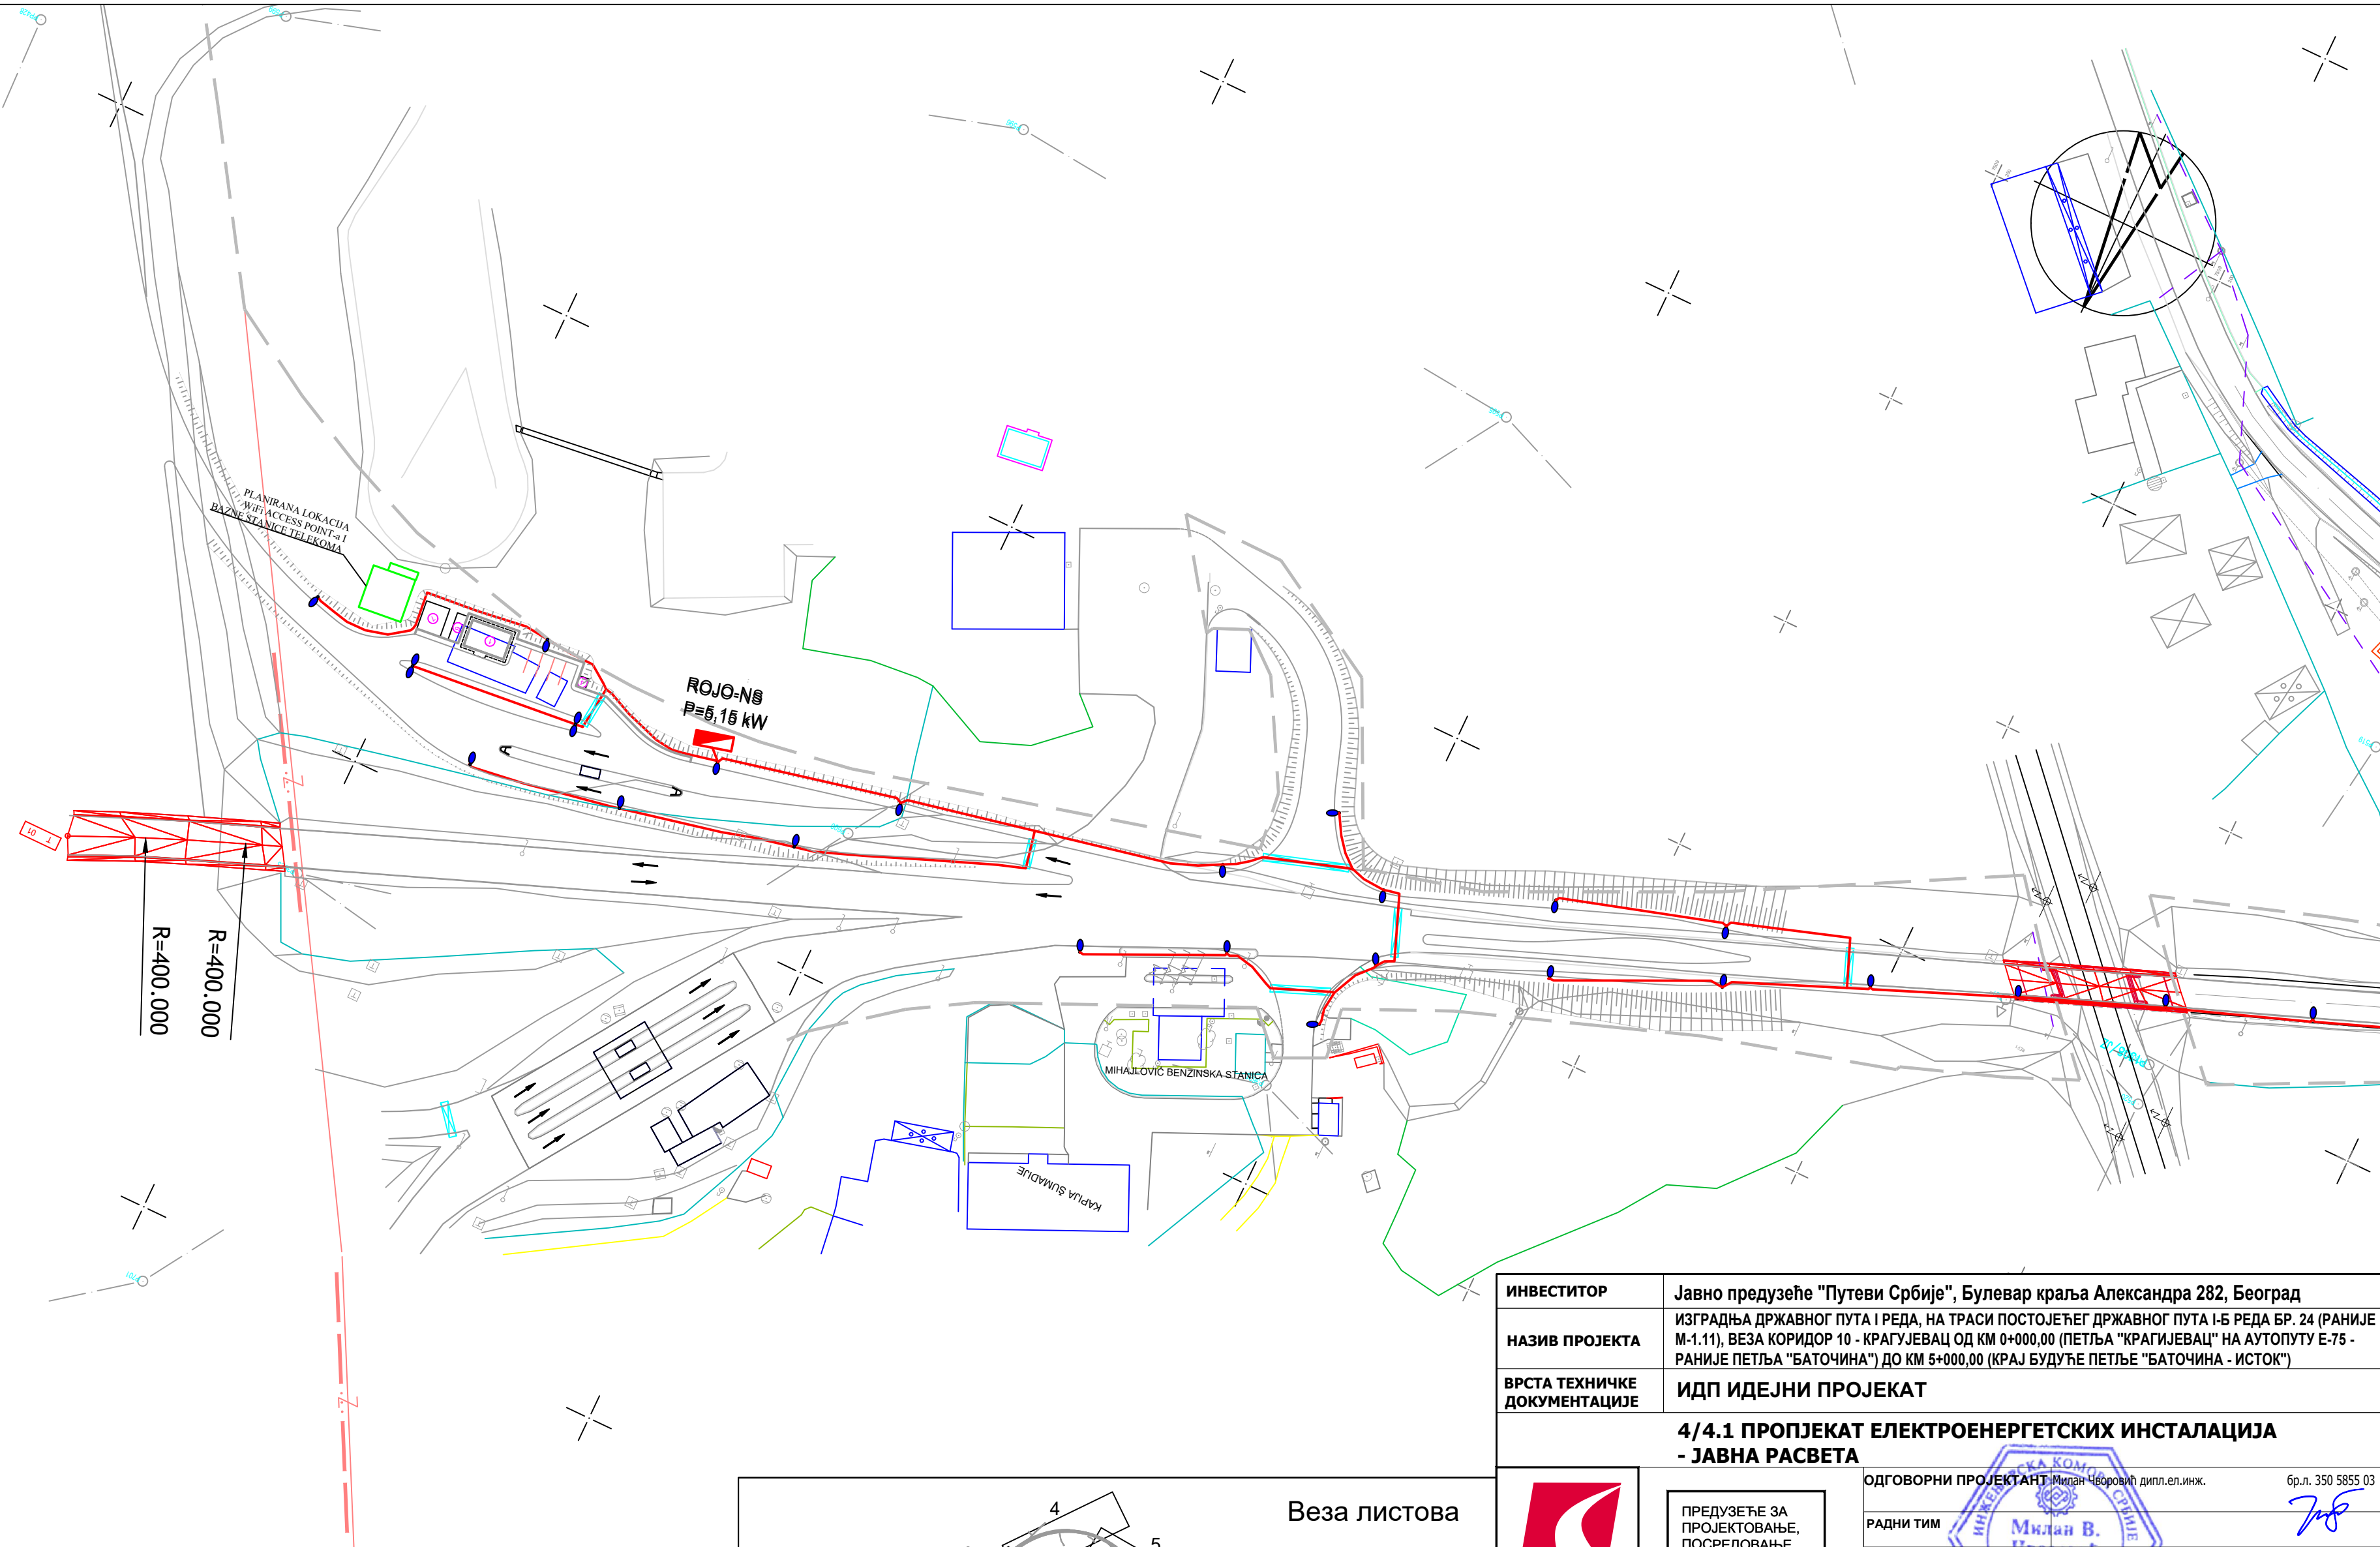 PLANIRANA LOKACIJA
WiFi ACCESS POINT-a I
BAZNE STANICE TELEKOMA
ROJO-NS
P=5,15 kW
A
A
T 01
R=400.000
R=400.000
Z
Z
MIHAJLOVIĆ BENZINSKA STANICA
KAPIJA ŠUMADIJE
ИНВЕСТИТОР
Јавно предузеће "Путеви Србије", Булевар краља Александра 282, Београд
НАЗИВ ПРОЈЕКТА
ИЗГРАДЊА ДРЖАВНОГ ПУТА I РЕДА, НА ТРАСИ ПОСТОЈЕЋЕГ ДРЖАВНОГ ПУТА I-Б РЕДА БР. 24 (РАНИЈЕ
М-1.11), ВЕЗА КОРИДОР 10 - КРАГУЈЕВАЦ ОД КМ 0+000,00 (ПЕТЉА "КРАГИЈЕВАЦ" НА АУТОПУТУ Е-75 -
РАНИЈЕ ПЕТЉА "БАТОЧИНА") ДО КМ 5+000,00 (КРАЈ БУДУЋЕ ПЕТЉЕ "БАТОЧИНА - ИСТОК")
ВРСТА ТЕХНИЧКЕ
ДОКУМЕНТАЦИЈЕ
ИДП ИДЕЈНИ ПРОЈЕКАТ
4/4.1 ПРОПЈЕКАТ ЕЛЕКТРОЕНЕРГЕТСКИХ ИНСТАЛАЦИЈА
- ЈАВНА РАСВЕТА
Веза листова
4
5
ПРЕДУЗЕЋЕ ЗА
ПРОЈЕКТОВАЊЕ,
ПОСРЕДОВАЊЕ
ОДГОВОРНИ ПРОЈЕКТАНТ Милан Чворовић дипл.ел.инж. бр.л. 350 5855 03
РАДНИ ТИМ
Милан В.